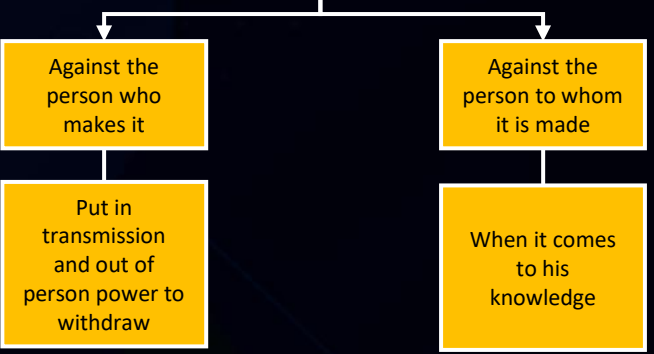 Against the
person who
makes it
Against the
person to whom
it is made
Put in
transmission
and out of
person power to
withdraw
When it comes
to his
knowledge